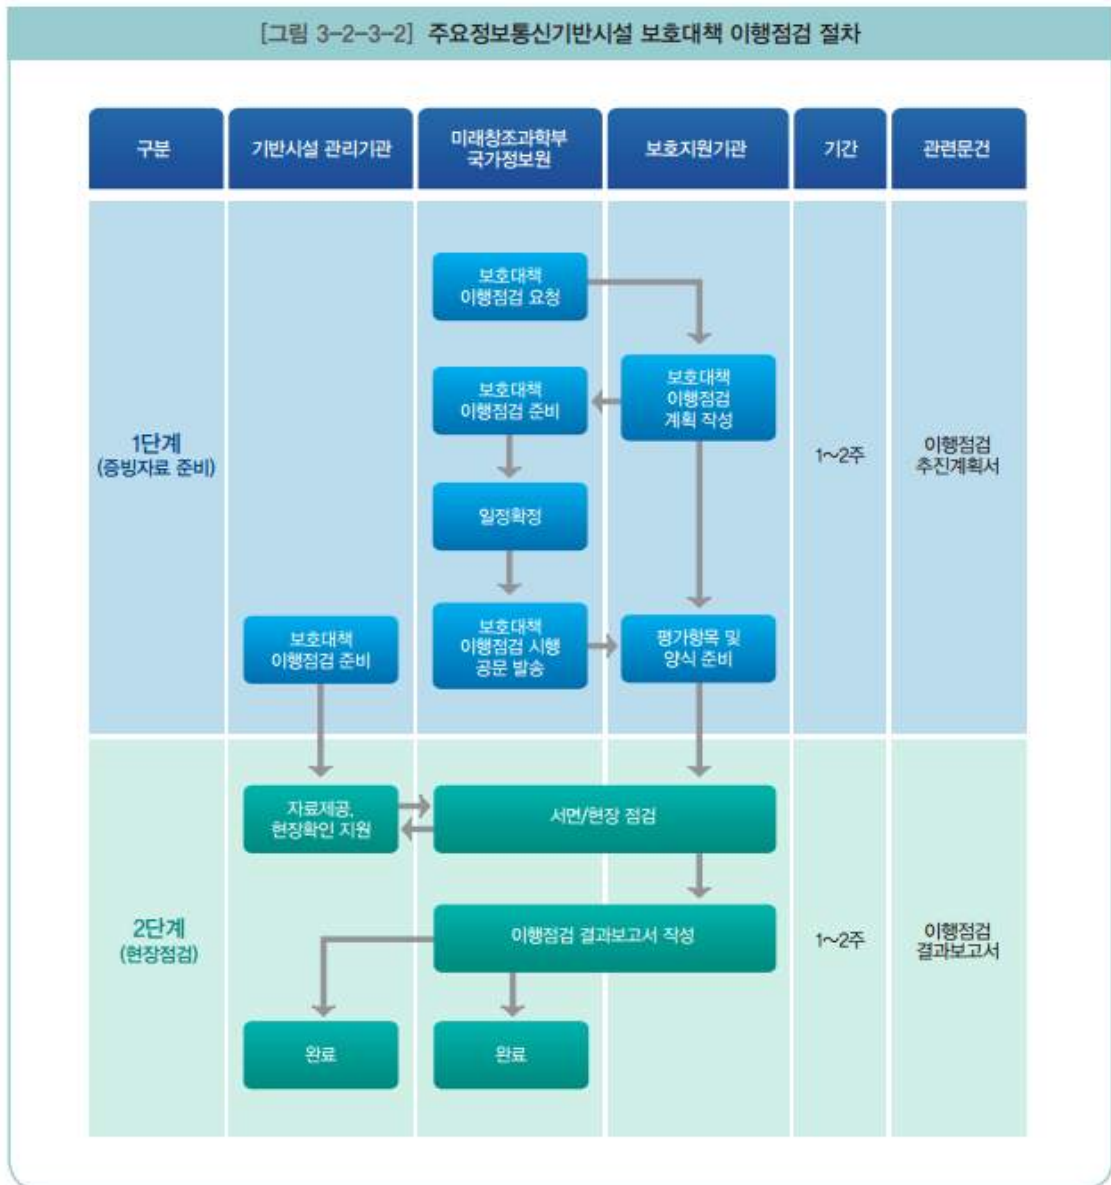 [그림 3-2-3-2] 주요정보통신기반시설 보호대책 이행점검 절차
구분
기반시설 관리기관
미래창조과학부
국가정보원
보호지원기관
기간
관련문건
1단계
(증빙자료 준비)
보호대책
이행점검 요청
보호대책
이행점검
계획 작성
보호대책
이행점검 준비
일정확정
보호대책
이행점검 준비
보호대책
이행점검 시행
공문 발송
평가항목 및
양식 준비
1~2주
이행점검
추진계획서
2단계
(현장점검)
자료제공,
현장확인 지원
서면/현장 점검
이행점검 결과보고서 작성
완료
완료
1~2주
이행점검
결과보고서